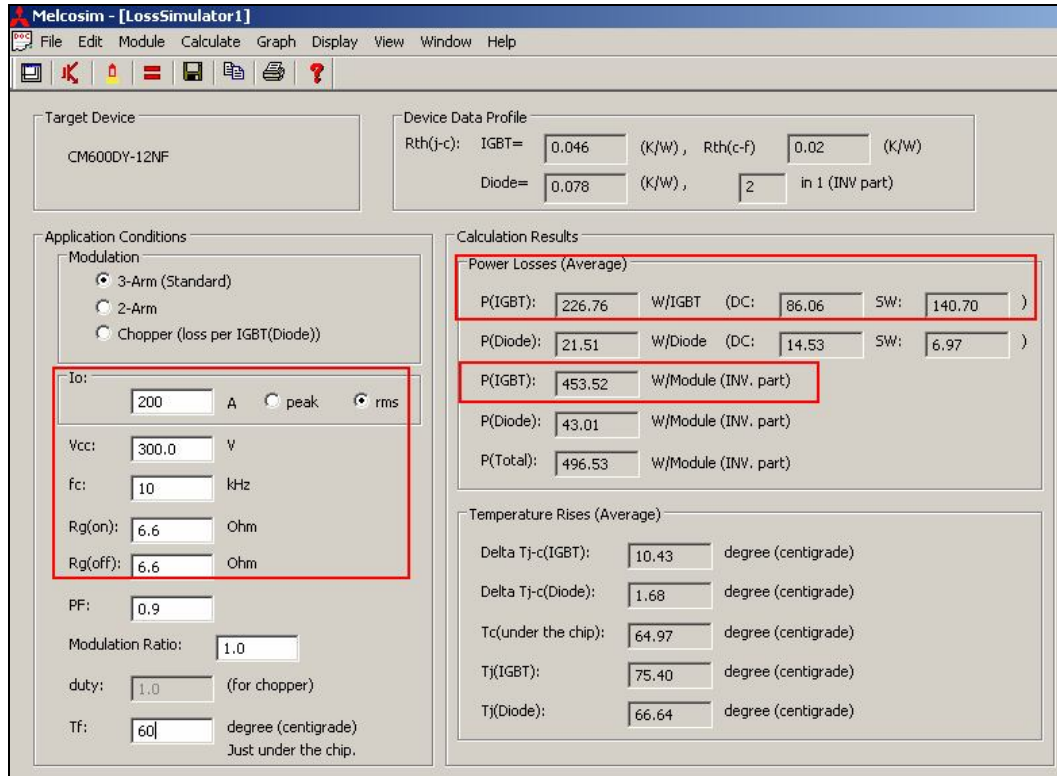 Melcosim - [LossSimulator1]
File Edit Module Calculate Graph Display View Window Help
Target Device
CM600DY-12NF
Device Data Profile
Rth(j-c): IGBT= 0.046 (K/W) , Rth(c-f) 0.02 (K/W)
Diode= 0.078 (K/W) , 2 in 1 (INV part)
Application Conditions
Modulation
3-Arm (Standard)
2-Arm
Chopper (loss per IGBT(Diode))
Io:
200 A peak rms
Vcc: 300.0 V
fc: 10 kHz
Rg(on): 6.6 Ohm
Rg(off): 6.6 Ohm
PF: 0.9
Modulation Ratio: 1.0
duty: 1.0 (for chopper)
Tf: 60 degree (centigrade)
Just under the chip.
Calculation Results
Power Losses (Average)
P(IGBT): 226.76 W/IGBT (DC: 86.06 SW: 140.70 )
P(Diode): 21.51 W/Diode (DC: 14.53 SW: 6.97 )
P(IGBT): 453.52 W/Module (INV. part)
P(Diode): 43.01 W/Module (INV. part)
P(Total): 496.53 W/Module (INV. part)
Temperature Rises (Average)
Delta Tj-c(IGBT): 10.43 degree (centigrade)
Delta Tj-c(Diode): 1.68 degree (centigrade)
Tc(under the chip): 64.97 degree (centigrade)
Tj(IGBT): 75.40 degree (centigrade)
Tj(Diode): 66.64 degree (centigrade)